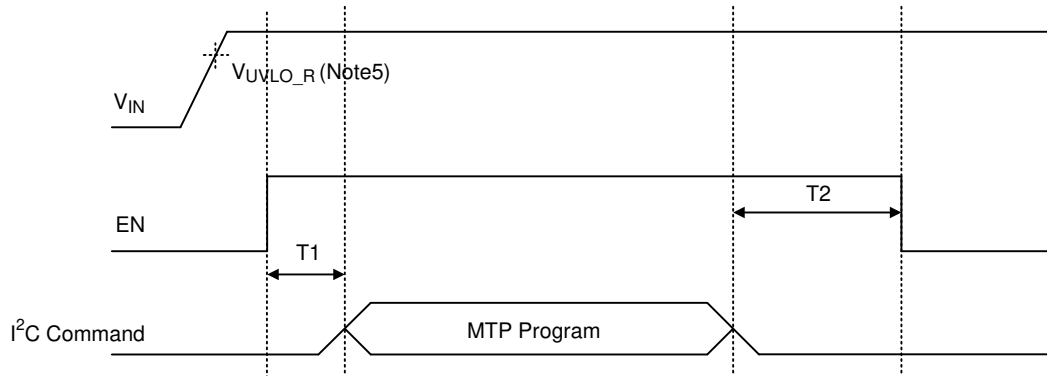 VUVLO_R (Note5)
VIN
T2
EN
T1
I2C Command
MTP Program